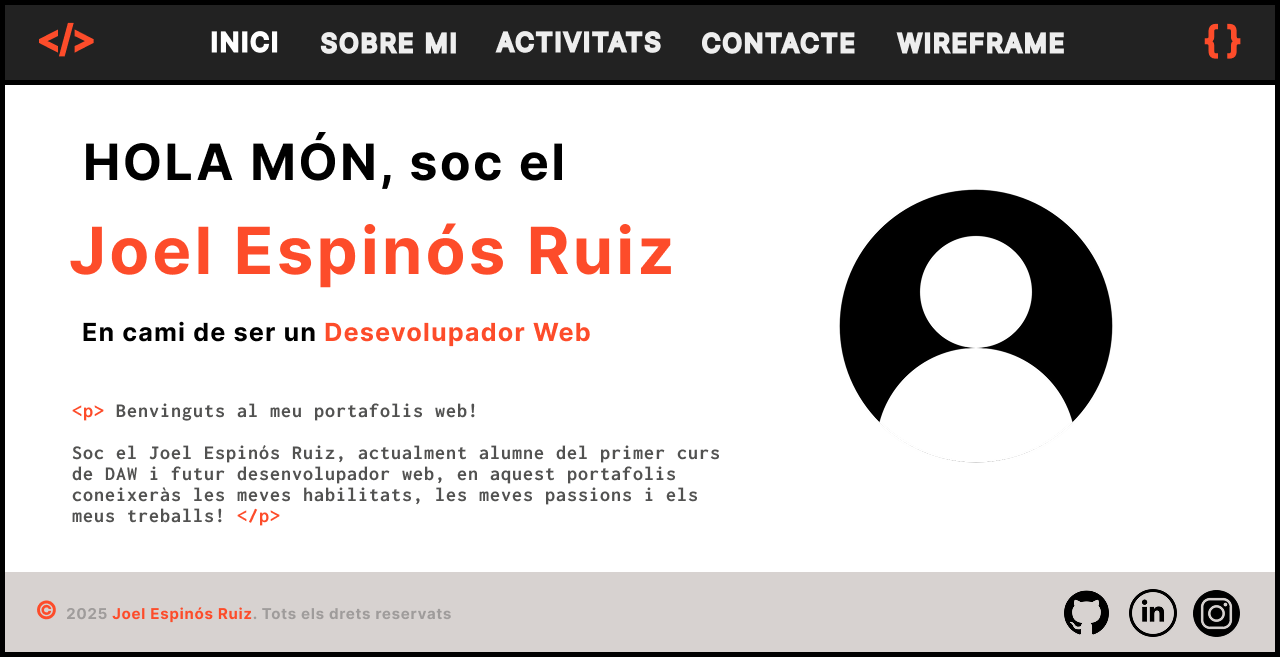 </> INICI SOBRE MI ACTIVITATS CONTACTE WIREFRAME { }
HOLA MÓN, soc el
Joel Espinós Ruiz
En cami de ser un Desevolupador Web
<p> Benvinguts al meu portafolis web!
Soc el Joel Espinós Ruiz, actualment alumne del primer curs
de DAW i futur desenvolupador web, en aquest portafolis
coneixeràs les meves habilitats, les meves passions i els
meus treballs! </p>
© 2025 Joel Espinós Ruiz. Tots els drets reservats
in